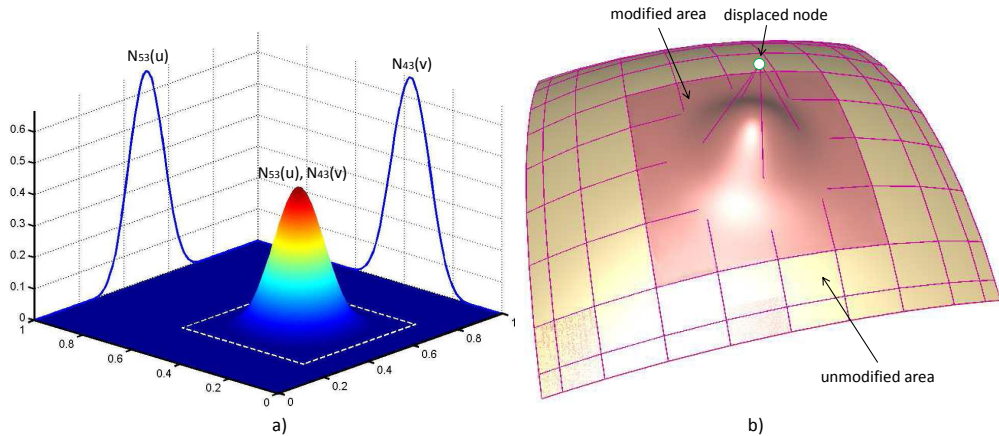 modified area
displaced node
N53(u)
N43(v)
N53(u), N43(v)
0.6
0.5
0.4
0.3
0.2
0.1
0
1
0.8
0.6
0.4
0.2
0
0
0.2
0.4
0.6
0.8
1
unmodified area
a)
b)